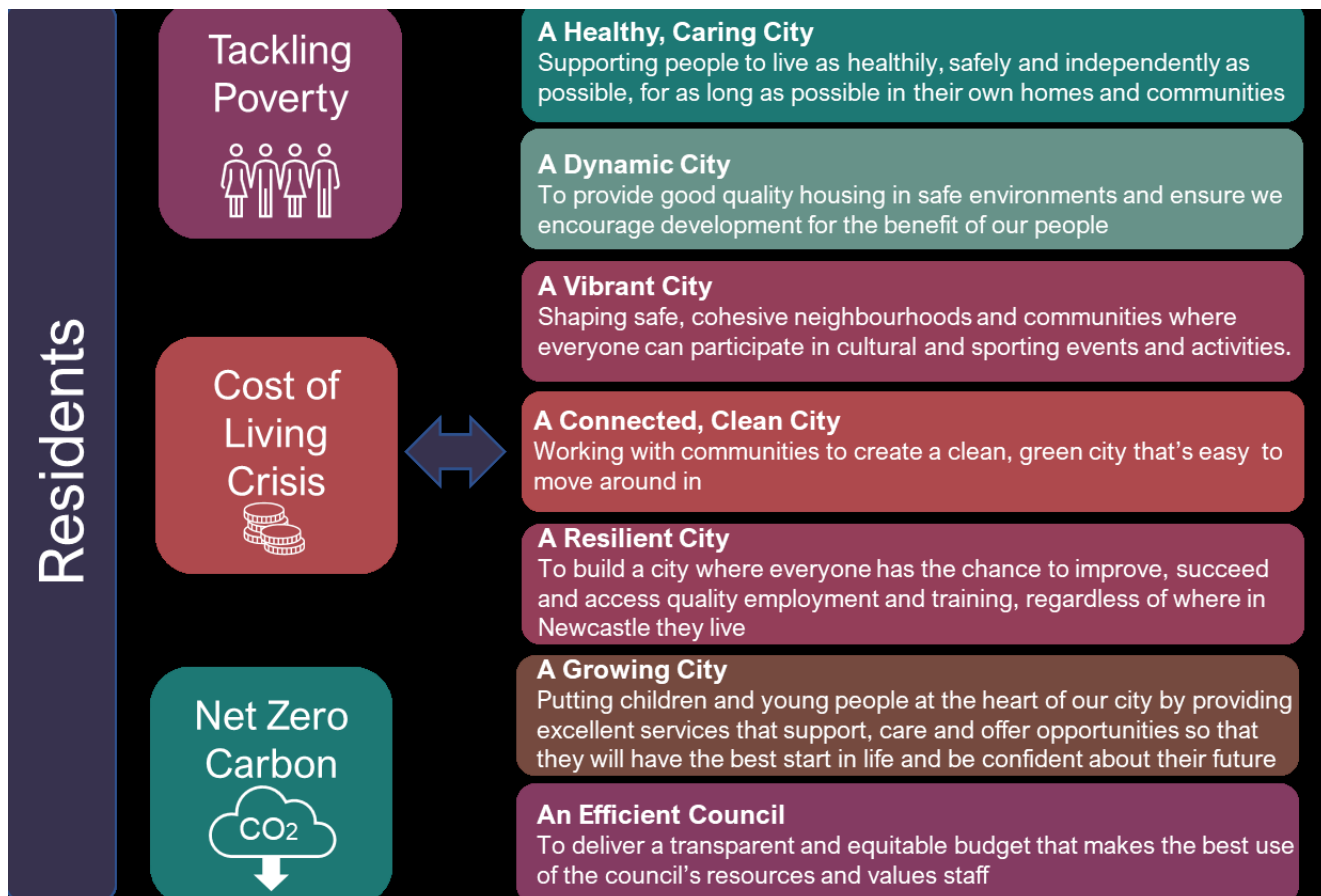 Residents
Tackling
Poverty
Cost of
Living
Crisis
Net Zero
Carbon
CO2
A Healthy, Caring City
Supporting people to live as healthily, safely and independently as
possible, for as long as possible in their own homes and communities
A Dynamic City
To provide good quality housing in safe environments and ensure we
encourage development for the benefit of our people
A Vibrant City
Shaping safe, cohesive neighbourhoods and communities where
everyone can participate in cultural and sporting events and activities.
A Connected, Clean City
Working with communities to create a clean, green city that’s easy to
move around in
A Resilient City
To build a city where everyone has the chance to improve, succeed
and access quality employment and training, regardless of where in
Newcastle they live
A Growing City
Putting children and young people at the heart of our city by providing
excellent services that support, care and offer opportunities so that
they will have the best start in life and be confident about their future
An Efficient Council
To deliver a transparent and equitable budget that makes the best use
of the council’s resources and values staff